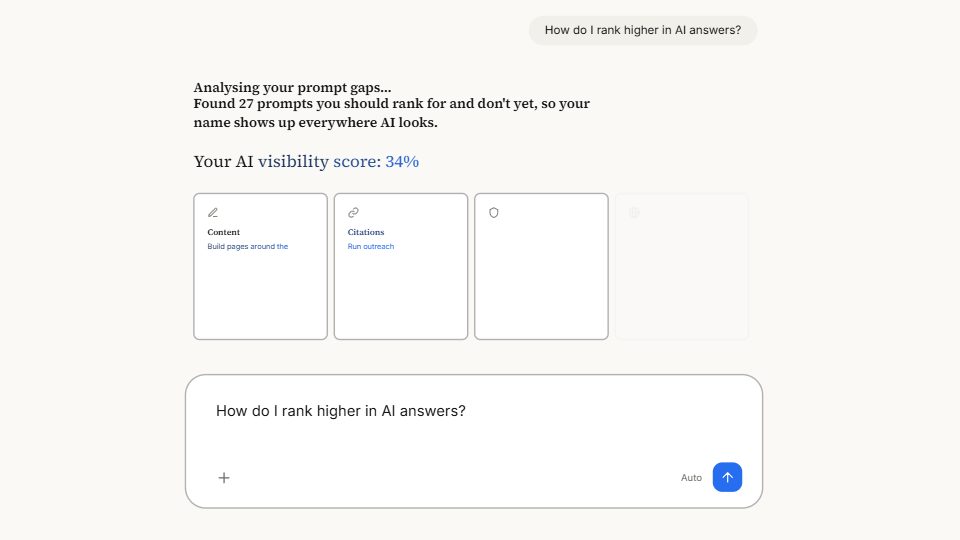 How do I rank higher in AI answers?
Analysing your prompt gaps...
Found 27 prompts you should rank for and don't yet, so your
name shows up everywhere AI looks.
Your AI visibility score: 34%
Content
Build pages around the
Citations
Run outreach
How do I rank higher in AI answers?
Auto